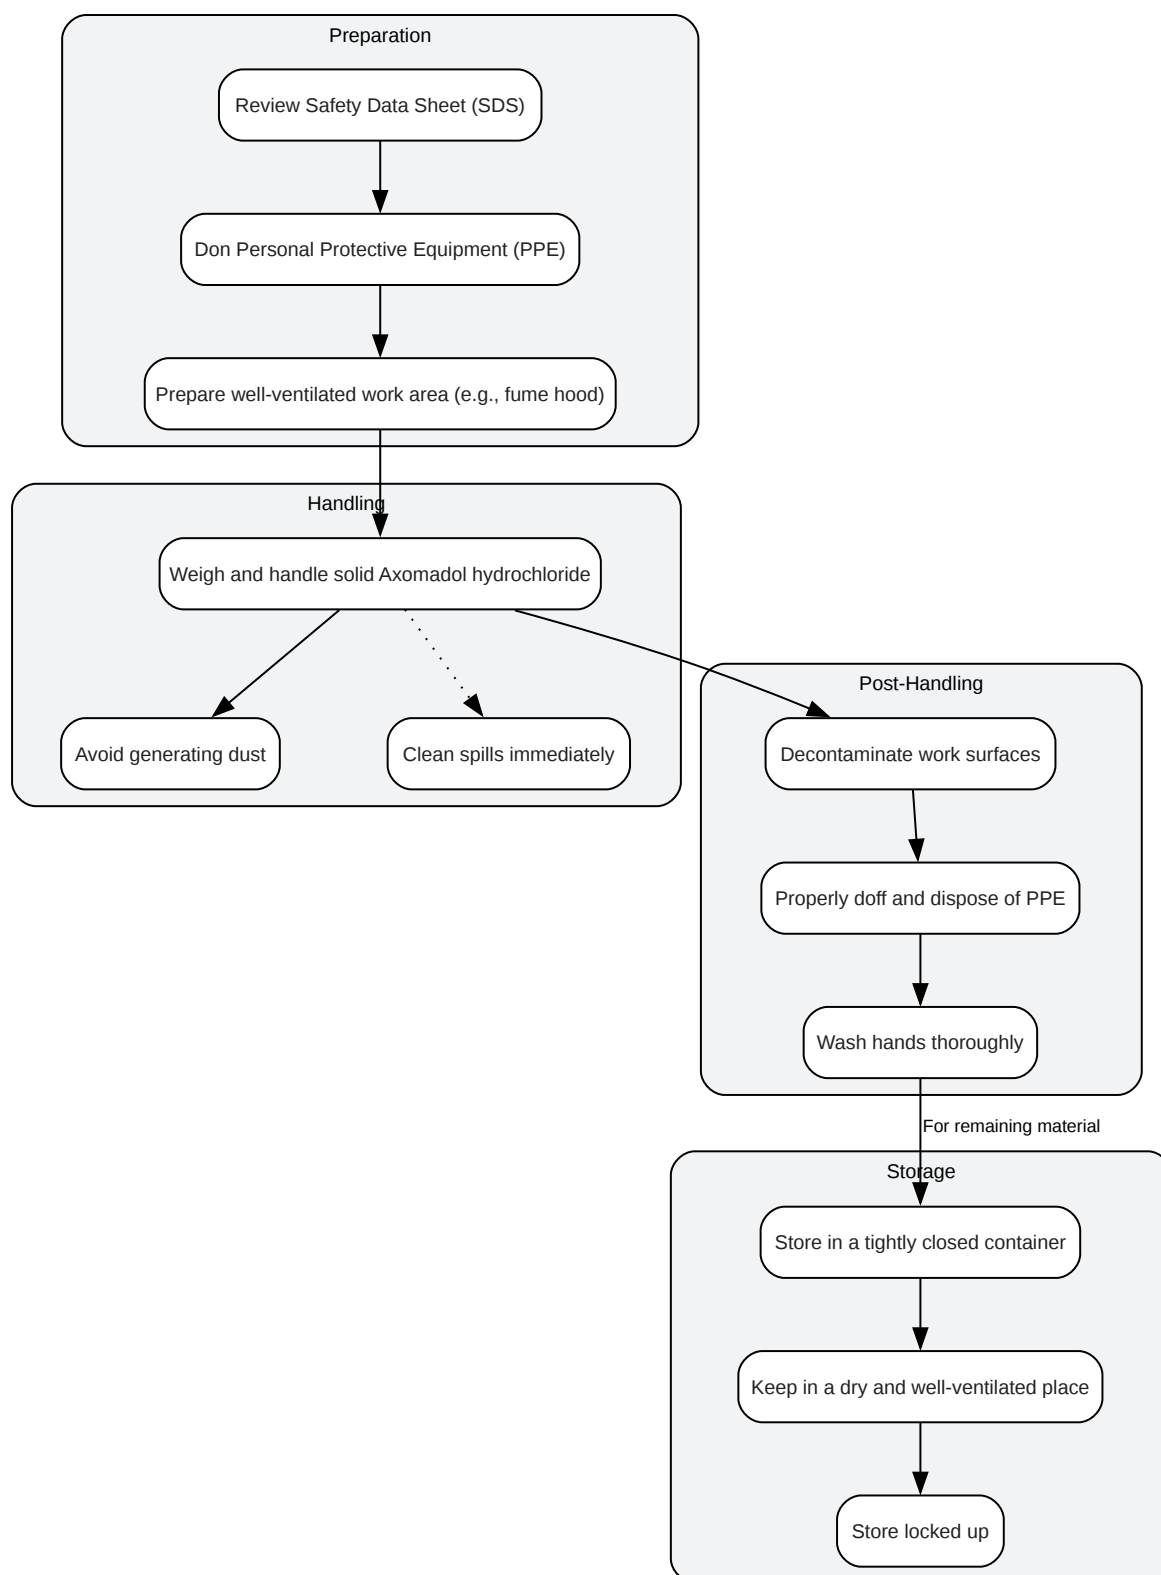 Preparation
Review Safety Data Sheet (SDS)
Don Personal Protective Equipment (PPE)
Prepare well-ventilated work area (e.g., fume hood)
Handling
Weigh and handle solid Axomadol hydrochloride
Avoid generating dust
Clean spills immediately
Post-Handling
Decontaminate work surfaces
Properly doff and dispose of PPE
Wash hands thoroughly
For remaining material
Storage
Store in a tightly closed container
Keep in a dry and well-ventilated place
Store locked up